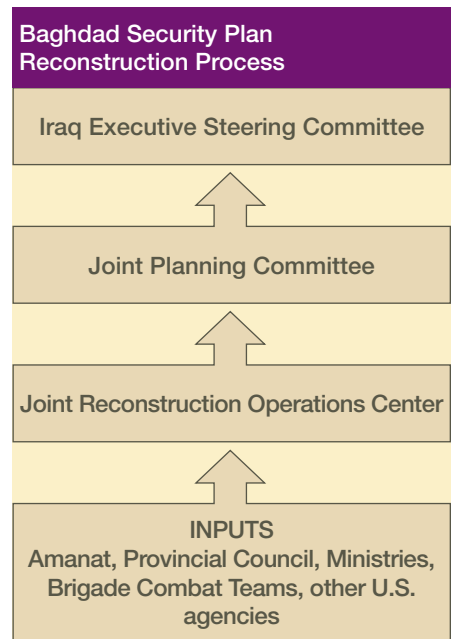 Baghdad Security Plan
Reconstruction Process
Iraq Executive Steering Committee
Joint Planning Committee
Joint Reconstruction Operations Center
INPUTS
Amanat, Provincial Council, Ministries,
Brigade Combat Teams, other U.S.
agencies